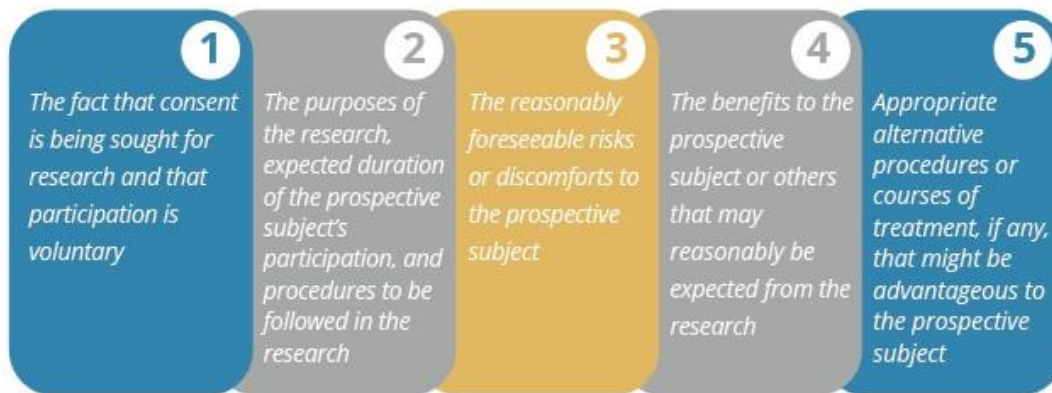 1
The fact that consent
is being sought for
research and that
participation is
voluntary
2
The purposes of
the research,
expected duration
of the prospective
subject's
participation, and
procedures to be
followed in the
research
3
The reasonably
foreseeable risks
or discomforts to
the prospective
subject
4
The benefits to the
prospective
subject or others
that may
reasonably be
expected from the
research
5
Appropriate
alternative
procedures or
courses of
treatment, if any,
that might be
advantageous to
the prospective
subject